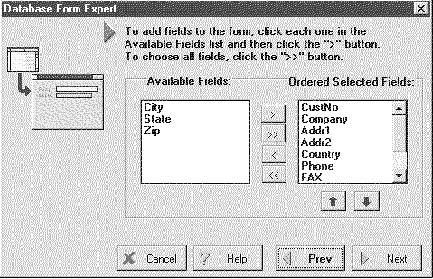 Database Form Expert
To add fields to the form, click each one in the
Available Fields list and then click the ">" button.
To choose all fields, click the ">>" button.
Available Fields:
Ordered Selected Fields:
City
State
Zip
>
>>
<
<<
CustNo
Company
Addr1
Addr2
Country
Phone
FAX
Cancel
? Help
Prev
Next